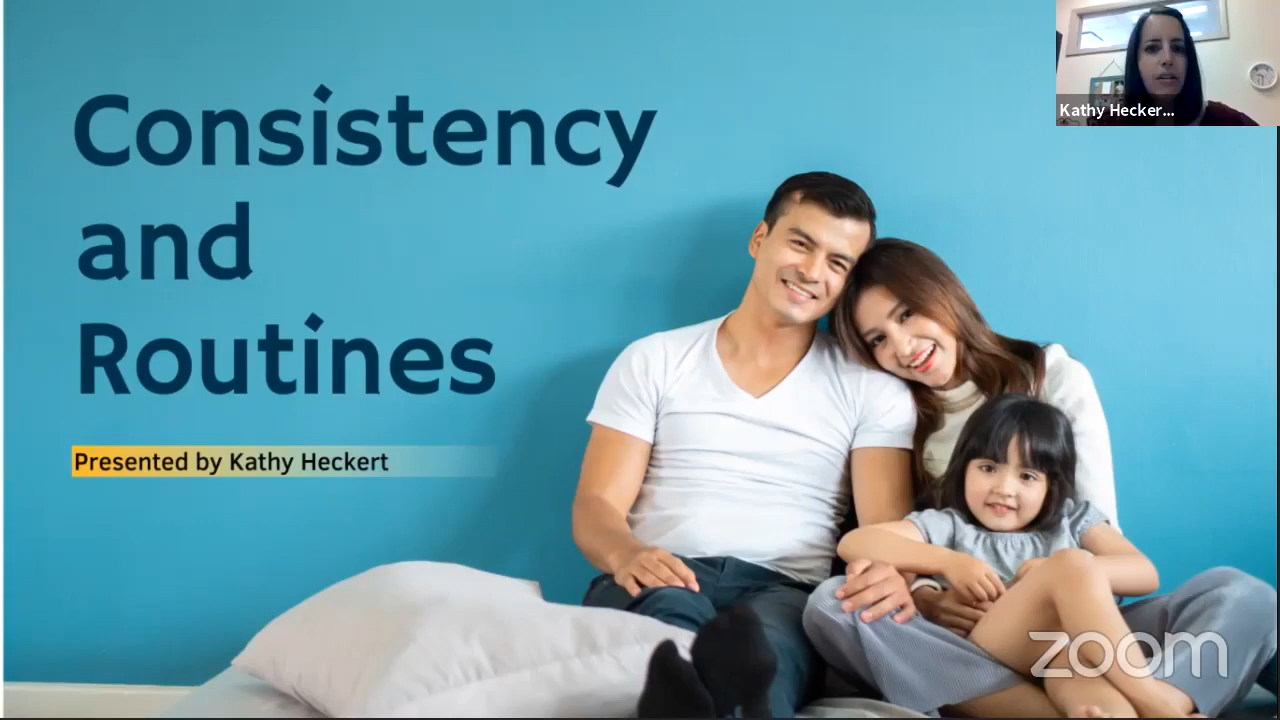 Consistency
and
Routines
Presented by Kathy Heckert
Kathy Hecker...
zoom